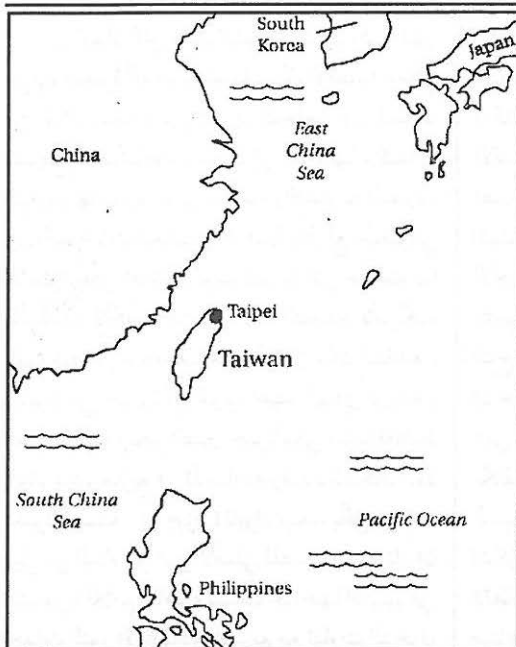 South
Korea
Japan
East
China
Sea
China
Taipei
Taiwan
South China
Sea
Pacific Ocean
Philippines